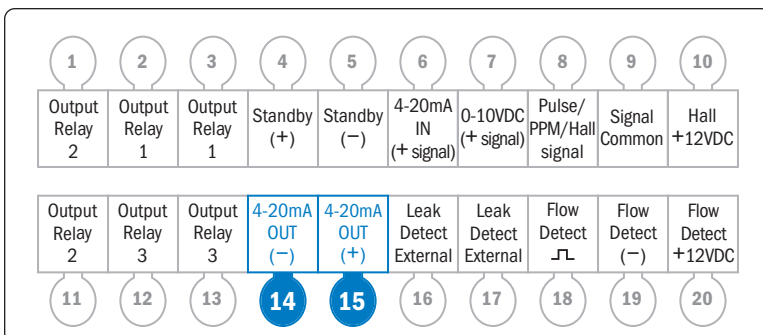 1 2 3 4 5 6 7 8 9 10
Output Relay 2
Output Relay 1
Output Relay 1
Standby (+)
Standby (−)
4-20mA IN (+ signal)
0-10VDC (+ signal)
Pulse/ PPM/Hall signal
Signal Common
Hall +12VDC
Output Relay 2
Output Relay 3
Output Relay 3
4-20mA OUT (−)
4-20mA OUT (+)
Leak Detect External
Leak Detect External
Flow Detect
Flow Detect (−)
Flow Detect +12VDC
11 12 13 14 15 16 17 18 19 20